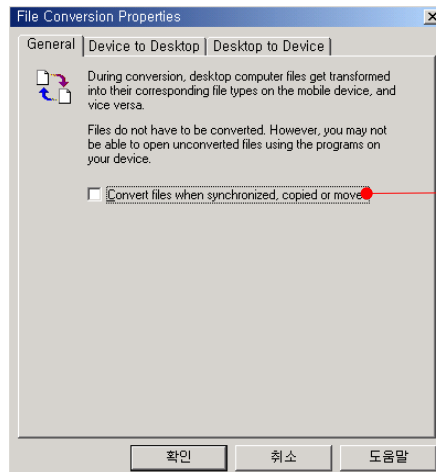 File Conversion Properties
General
Device to Desktop
Desktop to Device
During conversion, desktop computer files get transformed
into their corresponding file types on the mobile device, and
vice versa.
Files do not have to be converted. However, you may not
be able to open unconverted files using the programs on
your device.
Convert files when synchronized, copied or move
확인
취소
도움말